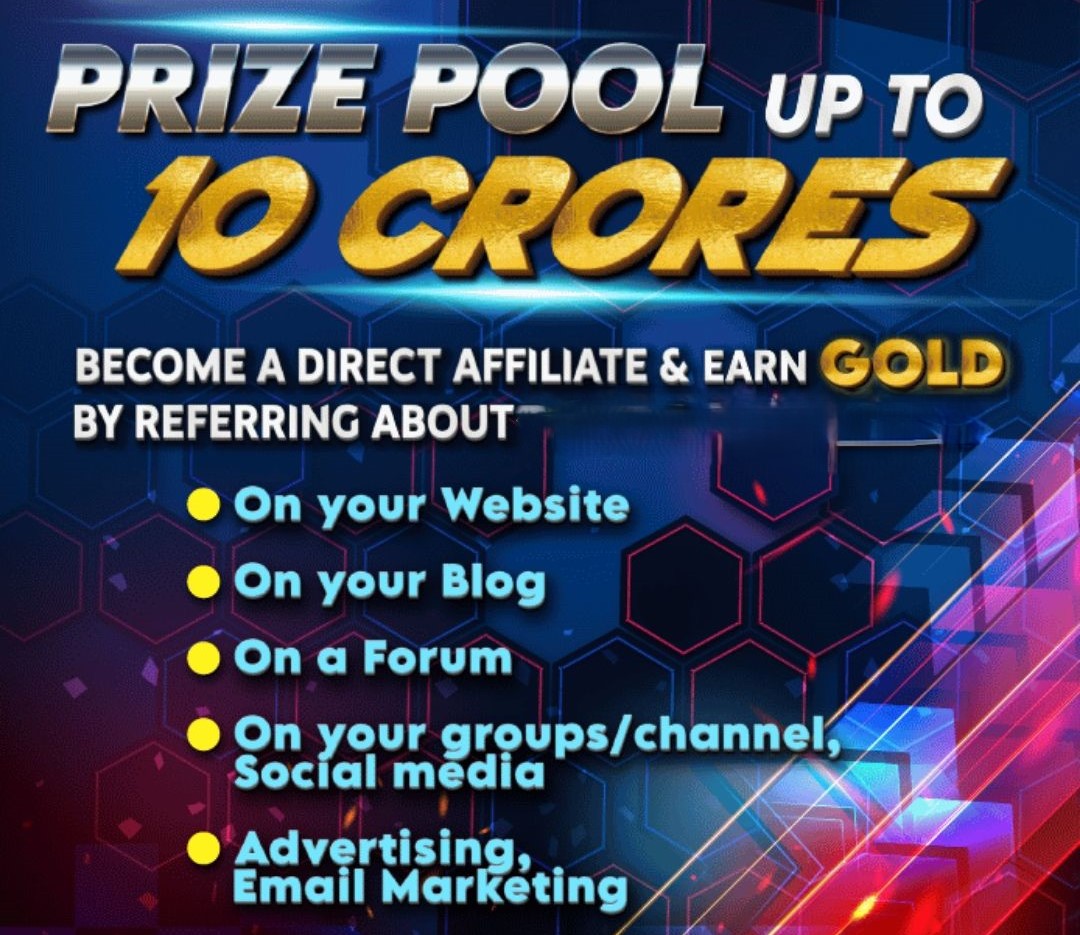 PRIZE POOL UP TO
10 CRORES
BECOME A DIRECT AFFILIATE & EARN GOLD
BY REFERRING ABOUT
On your Website
On your Blog
On a Forum
On your groups/channel,
Social media
Advertising,
Email Marketing